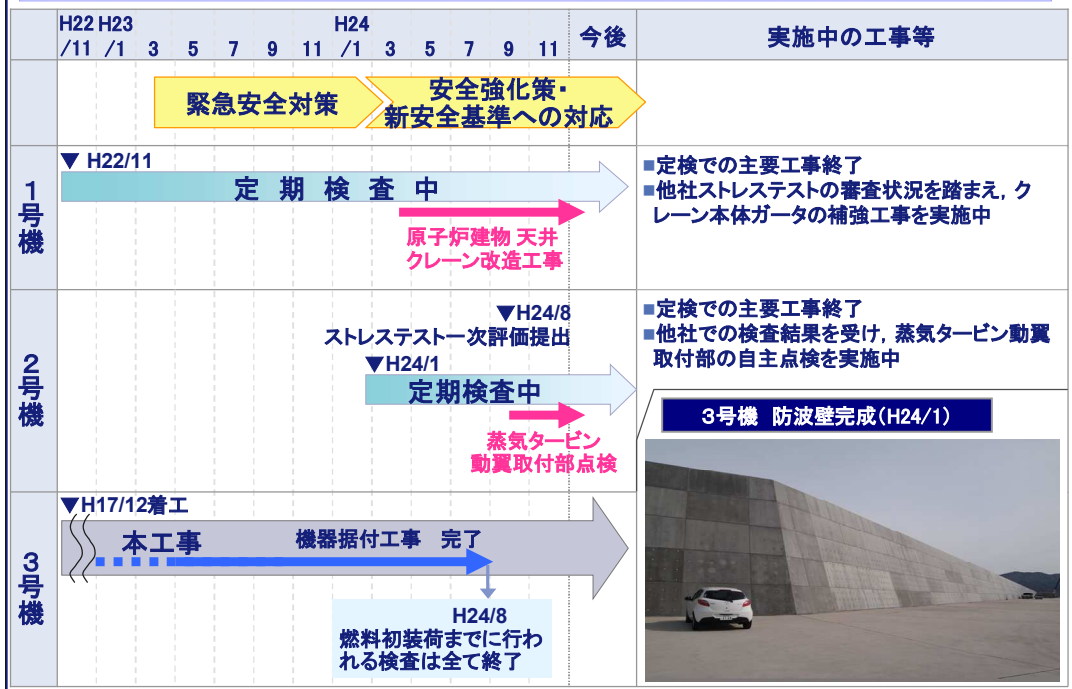 H22 H23 H24
/11 /1 3 5 7 9 11 /1 3 5 7 9 11 今後 実施中の工事等
緊急安全対策
安全強化策・
新安全基準への対応
1号機
▼ H22/11
定期検査中
原子炉建物 天井
クレーン改造工事
■定検での主要工事終了
■他社ストレステストの審査状況を踏まえ，ク
レーン本体ガータの補強工事を実施中
2号機
▼H24/8
ストレステスト一次評価提出
▼H24/1
定期検査中
蒸気タービン
動翼取付部点検
■定検での主要工事終了
■他社での検査結果を受け，蒸気タービン動翼
取付部の自主点検を実施中
3号機 防波壁完成（H24/1）
3号機
▼H17/12着工
本工事 機器据付工事 完了
H24/8
燃料初装荷までに行わ
れる検査は全て終了